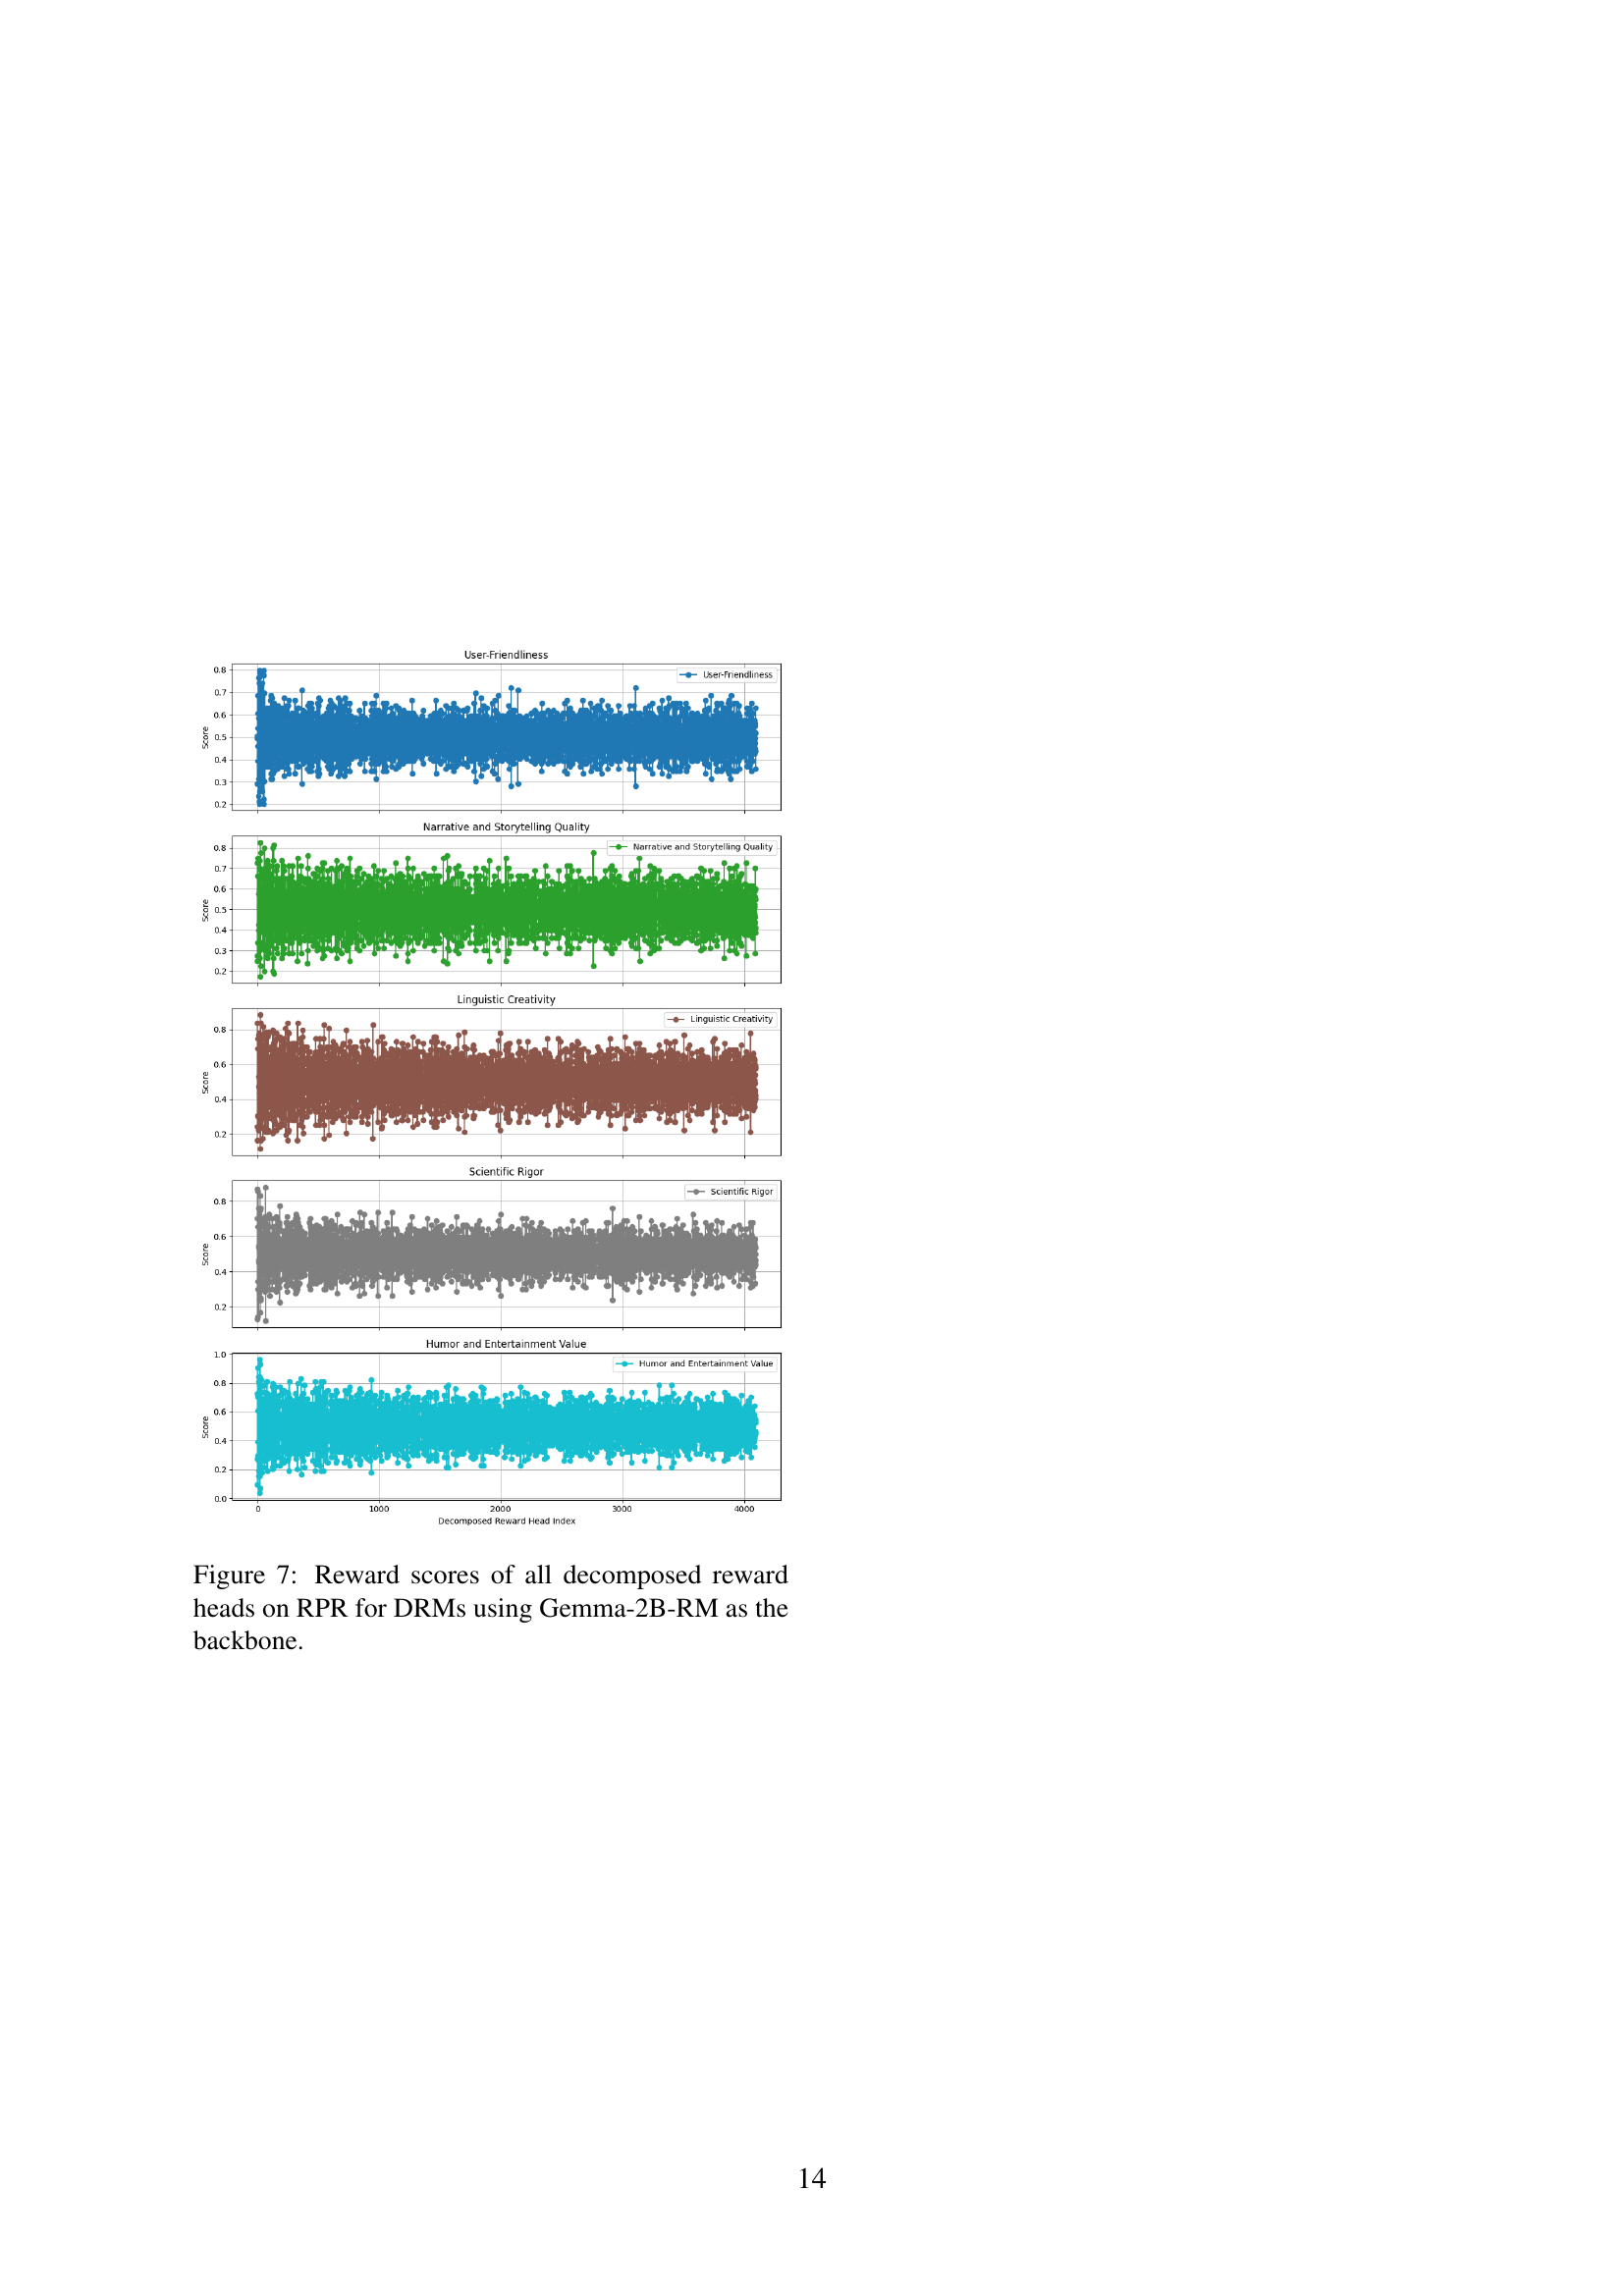 User-Friendliness
User-Friendliness
0.8
0.7
0.6
0.5
0.4
0.3
0.2
Score
Narrative and Storytelling Quality
Narrative and Storytelling Quality
0.8
0.7
0.6
0.5
0.4
0.3
0.2
Score
Linguistic Creativity
Linguistic Creativity
0.8
0.6
0.4
0.2
Score
Scientific Rigor
Scientific Rigor
0.8
0.6
0.4
0.2
Score
Humor and Entertainment Value
Humor and Entertainment Value
1.0
0.8
0.6
0.4
0.2
0.0
Score
0 1000 2000 3000 4000
Decomposed Reward Head Index
Figure 7: Reward scores of all decomposed reward
heads on RPR for DRMs using Gemma-2B-RM as the
backbone.
14